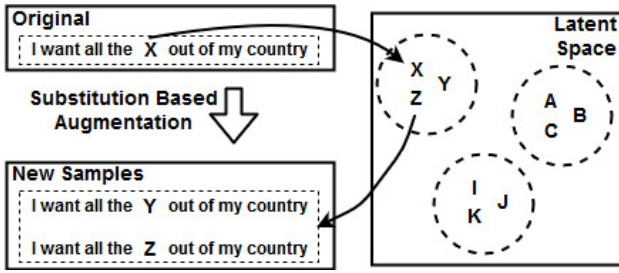 Original
I want all the X out of my country
Substitution Based
Augmentation
New Samples
I want all the Y out of my country
I want all the Z out of my country
Latent
Space
X
Y
Z
A
B
C
I
J
K